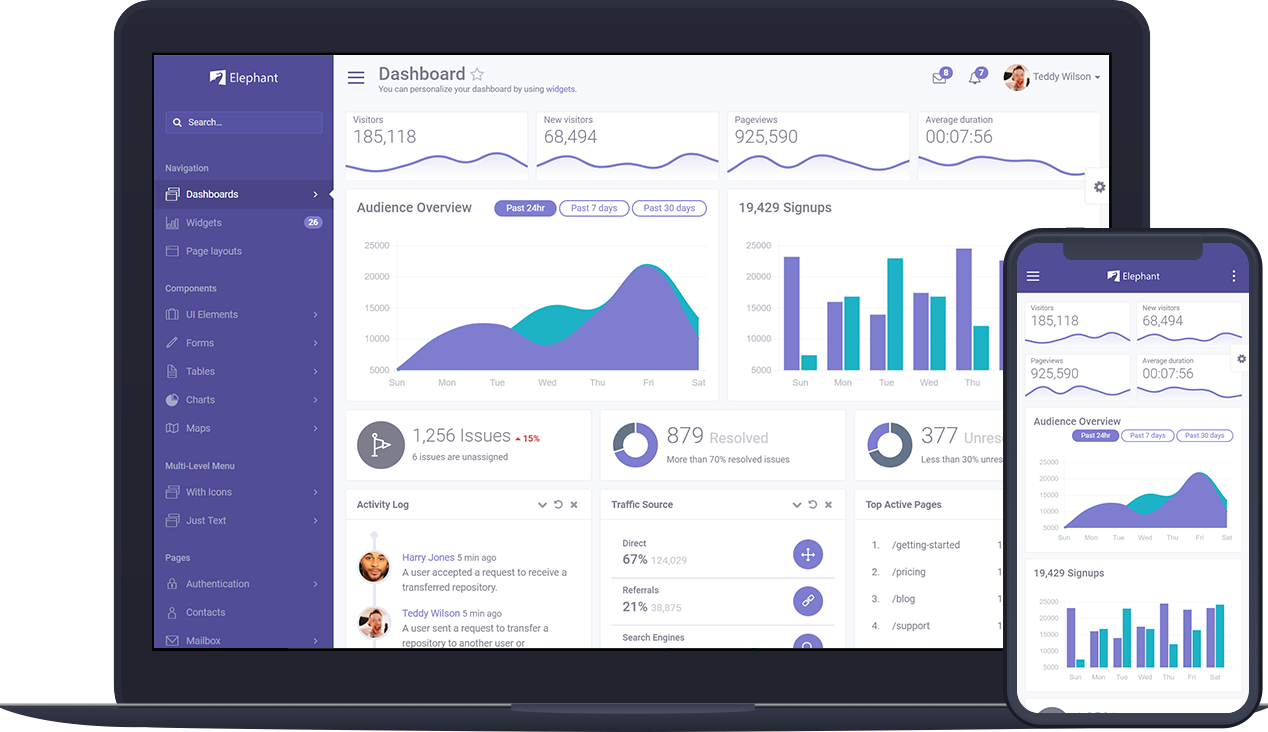 Elephant
Search...
Navigation
Dashboards
Widgets 26
Page layouts
Components
UI Elements
Forms
Tables
Charts
Maps
Multi-Level Menu
With Icons
Just Text
Pages
Authentication
Contacts
Mailbox
Dashboard
You can personalize your dashboard by using widgets.
8 7 Teddy Wilson
Visitors
185,118
New visitors
68,494
Pageviews
925,590
Average duration
00:07:56
Audience Overview Past 24hr Past 7 days Past 30 days
25000
20000
15000
10000
5000
Sun Mon Tue Wed Thu Fri Sat
19,429 Signups
25000
20000
15000
10000
5000
Sun Mon Tue Wed Thu
1,256 Issues 15%
6 issues are unassigned
879 Resolved
More than 70% resolved issues
377 Unres
Less than 30% unres
Activity Log
Harry Jones 5 min ago
A user accepted a request to receive a
transferred repository.
Teddy Wilson 5 min ago
A user sent a request to transfer a
repository to another user or
Traffic Source
Direct
67% 124,029
Referrals
21% 38,875
Search Engines
Top Active Pages
1. /getting-started 1
2. /pricing 1
3. /blog
4. /support 1
Elephant
Visitors
185,118
New visitors
68,494
Pageviews
925,590
Average duration
00:07:56
Audience Overview
Past 24hr Past 7 days Past 30 days
25000
20000
15000
10000
5000
Sun Mon Tue Wed Thu Fri Sat
19,429 Signups
25000
20000
15000
10000
5000
Sun Mon Tue Wed Thu Fri Sat